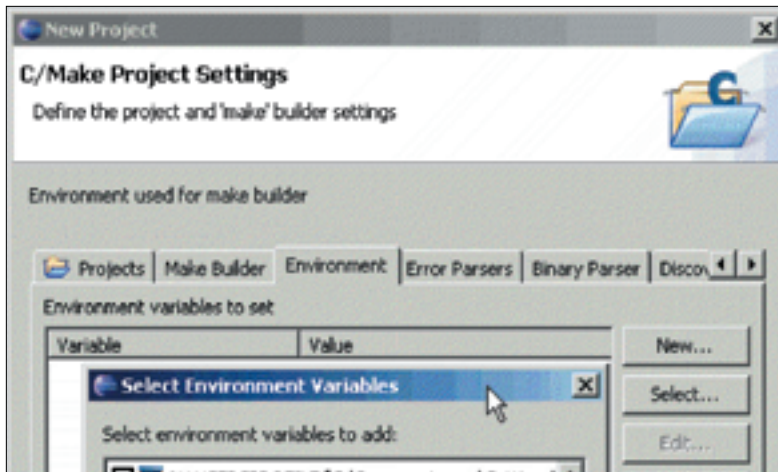 New Project
C/Make Project Settings
Define the project and 'make' builder settings
Environment used for make builder
Projects Make Builder Environment Error Parsers Binary Parser Discov
Environment variables to set
Variable Value New...
Select Environment Variables
Select...
Select environment variables to add:
Edit...